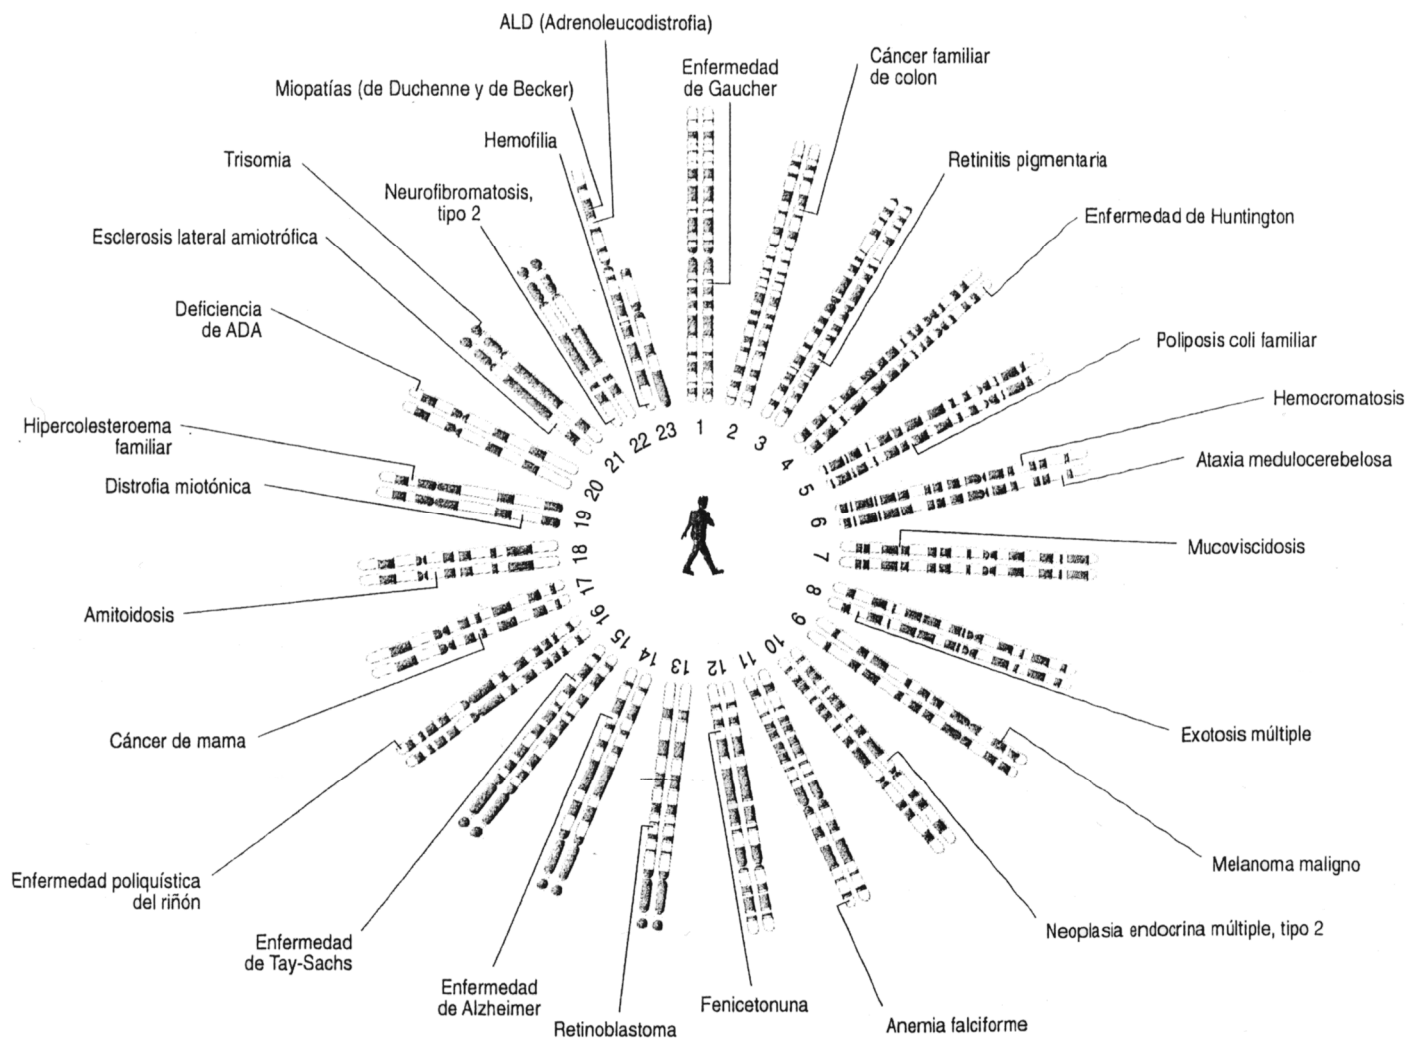 ALD (Adrenoleucodistrofia)
Enfermedad
de Gaucher
Cáncer familiar
de colon
Miopatías (de Duchenne y de Becker)
Hemofilia
Retinitis pigmentaria
Trisomia
Neurofibromatosis,
tipo 2
Enfermedad de Huntington
Esclerosis lateral amiotrófica
Deficiencia
de ADA
Poliposis coli familiar
Hemocromatosis
Hipercolesteroema
familiar
Ataxia medulocerebelosa
Distrofia miotónica
Mucoviscidosis
Amitoidosis
Exotosis múltiple
Cáncer de mama
Melanoma maligno
Enfermedad poliquística
del riñón
Neoplasia endocrina múltiple, tipo 2
Enfermedad
de Tay-Sachs
Enfermedad
de Alzheimer
Fenicetonuna
Retinoblastoma
Anemia falciforme
1
2
3
4
5
6
7
8
9
10
11
12
13
14
15
16
17
18
19
20
21
22
23